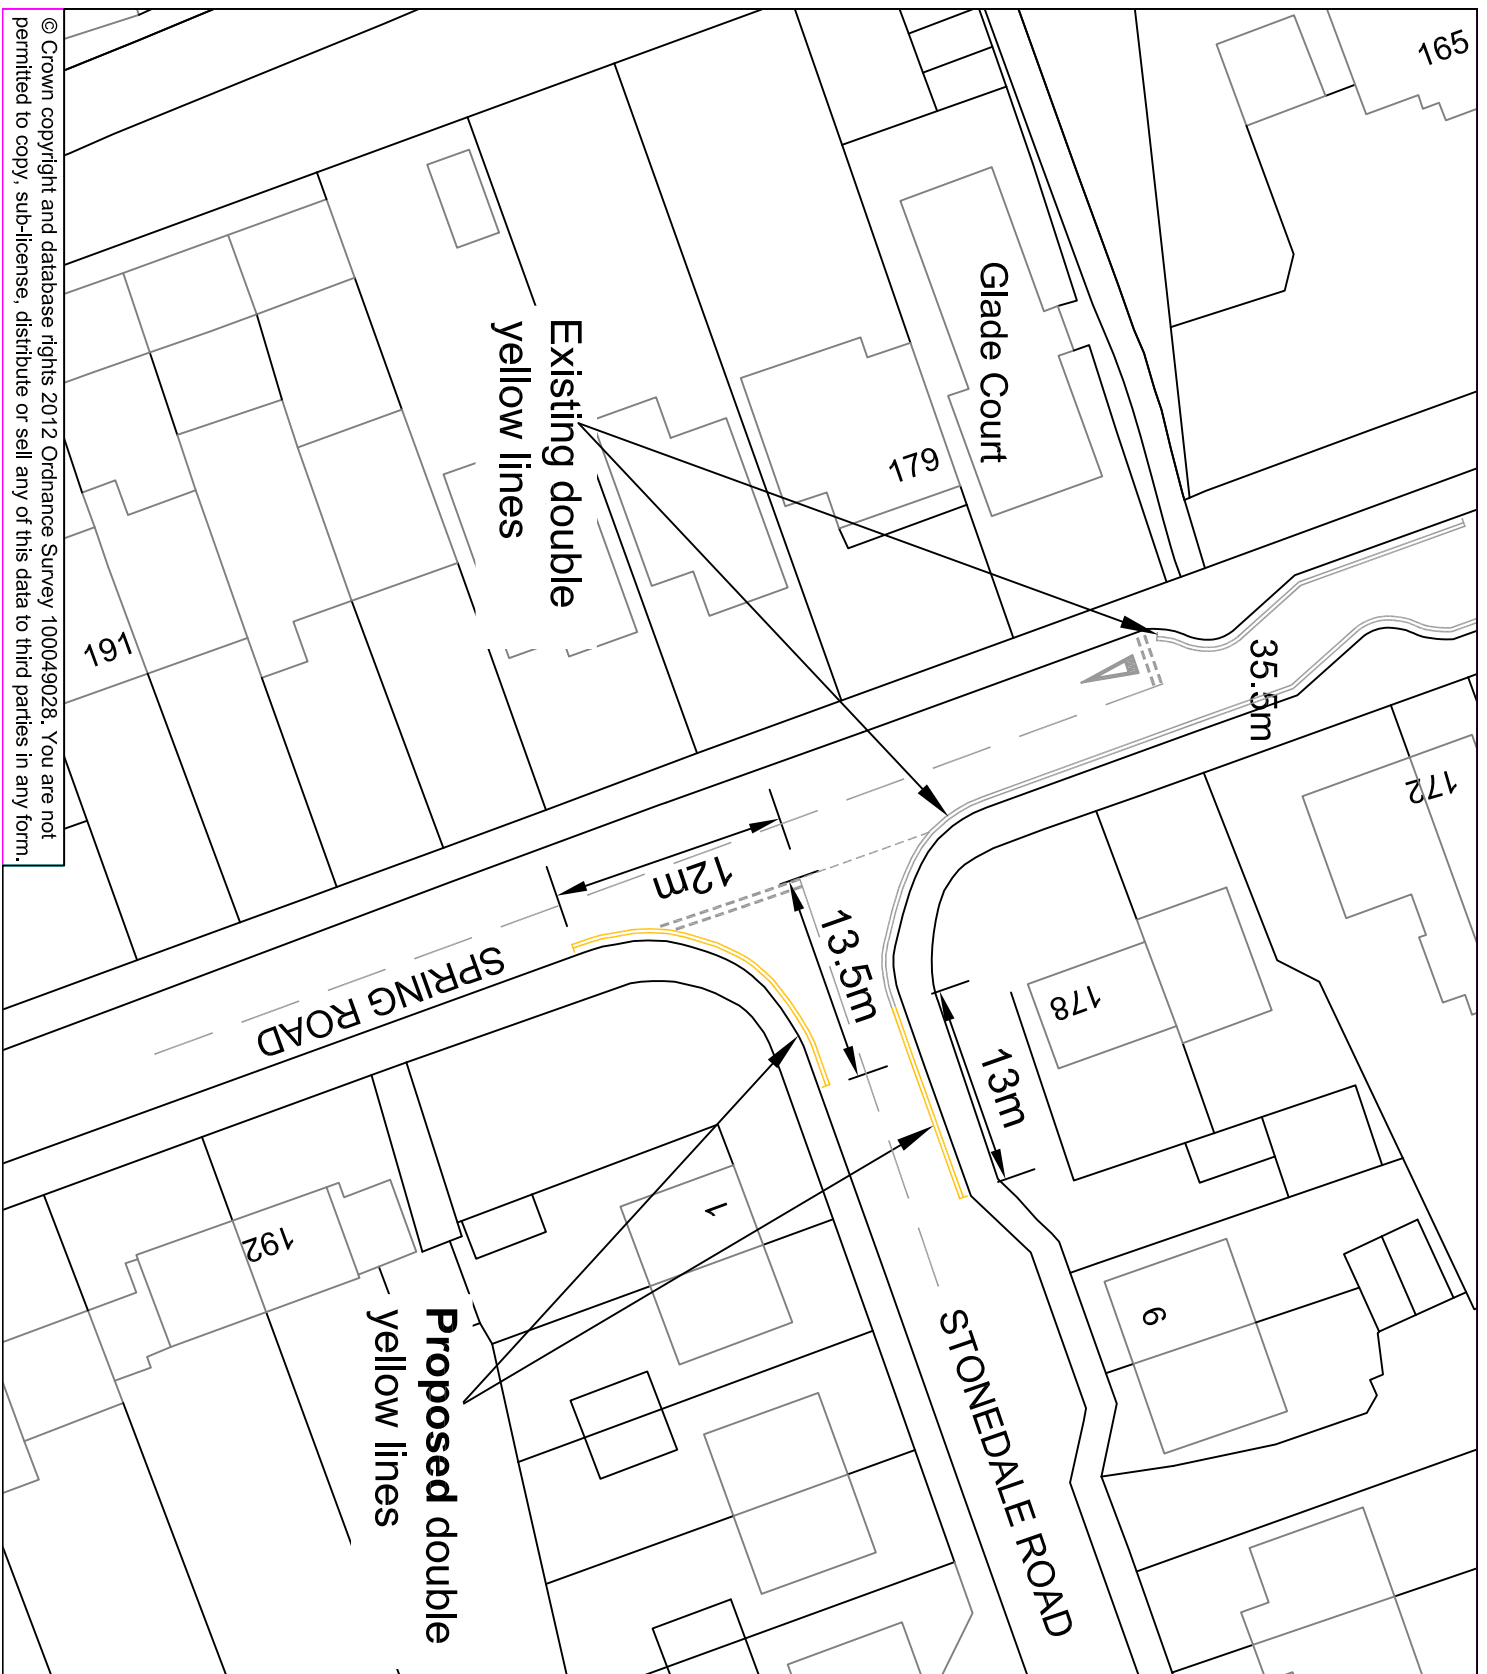 165
Glade Court
179
Existing double
yellow lines
191
35.5m
172
12m
13.5m
SPRING ROAD
178
13m
1
192
9
STONEDALE ROAD
Proposed double
yellow lines
© Crown copyright and database rights 2012 Ordnance Survey 100049028. You are not
permitted to copy, sub-license, distribute or sell any of this data to third parties in any form.